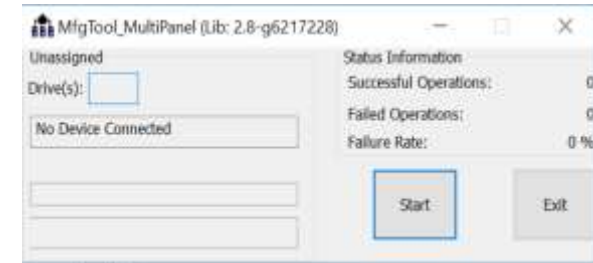 MfgTool_MultiPanel (Lib: 2.8-g6217228)
Unassigned
Drive(s):
No Device Connected
Status Information
Successful Operations: 0
Failed Operations: 0
Failure Rate: 0 %
Start
Exit